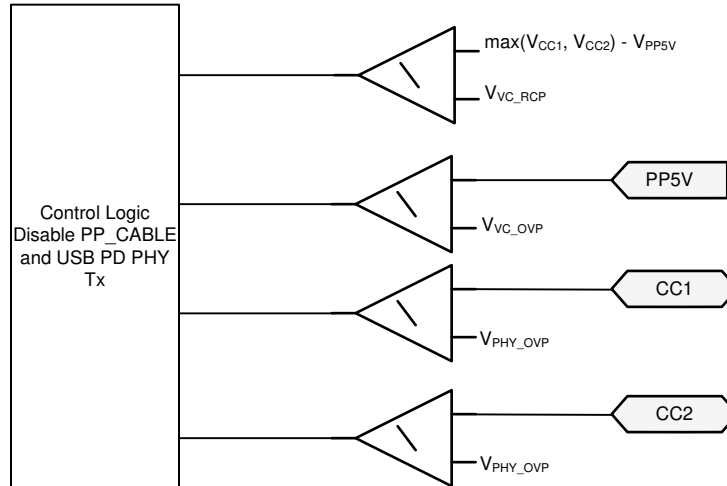 max(VCC1, VCC2) - VPP5V
VVC_RCP
PP5V
VVC_OVP
Control Logic
Disable PP_CABLE
and USB PD PHY
Tx
CC1
VPHY_OVP
CC2
VPHY_OVP